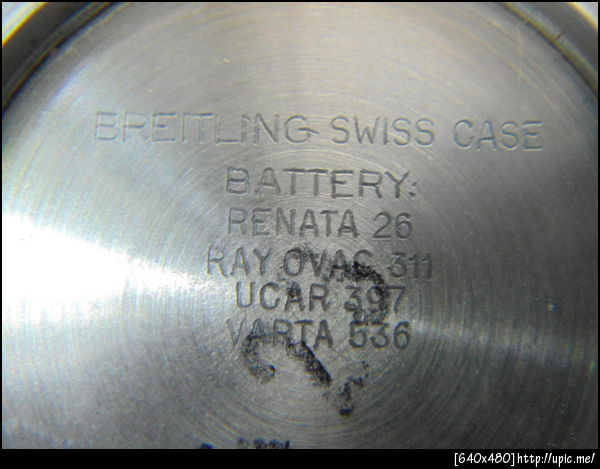 BREITLING SWISS CASE
BATTERY:
RENATA 26
RAY OVAC 311
UCAR 397
VARTA 536
[640x480]http://upic.me/